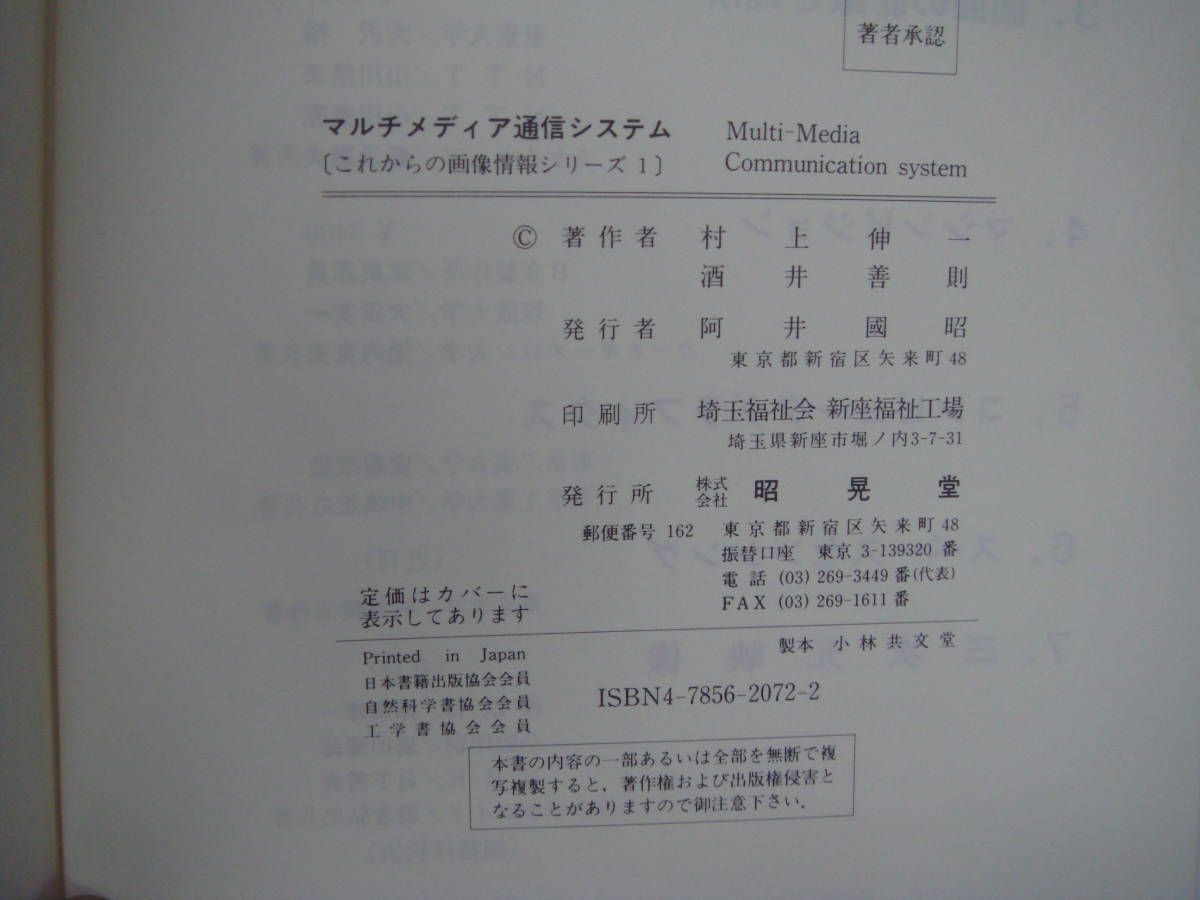 著者承認
マルチメディア通信システム Multi-Media
〔これからの画像情報シリーズ 1〕 Communication system
© 著作者 村上伸一
酒井善則
発行者 阿井國昭
東京都新宿区矢来町48
印刷所 埼玉福祉会 新座福祉工場
埼玉県新座市堀ノ内3-7-31
発行所 株式会社 昭晃堂
郵便番号 162 東京都新宿区矢来町48
振替口座 東京 3-139320 番
電話 (03) 269-3449 番(代表)
FAX (03) 269-1611 番
定価はカバーに
表示してあります
Printed in Japan 製本 小林共文堂
日本書籍出版協会会員
自然科学書協会会員
工学書協会会員
ISBN4-7856-2072-2
本書の内容の一部あるいは全部を無断で複
写複製すると，著作権および出版権侵害と
なることがありますので御注意下さい．